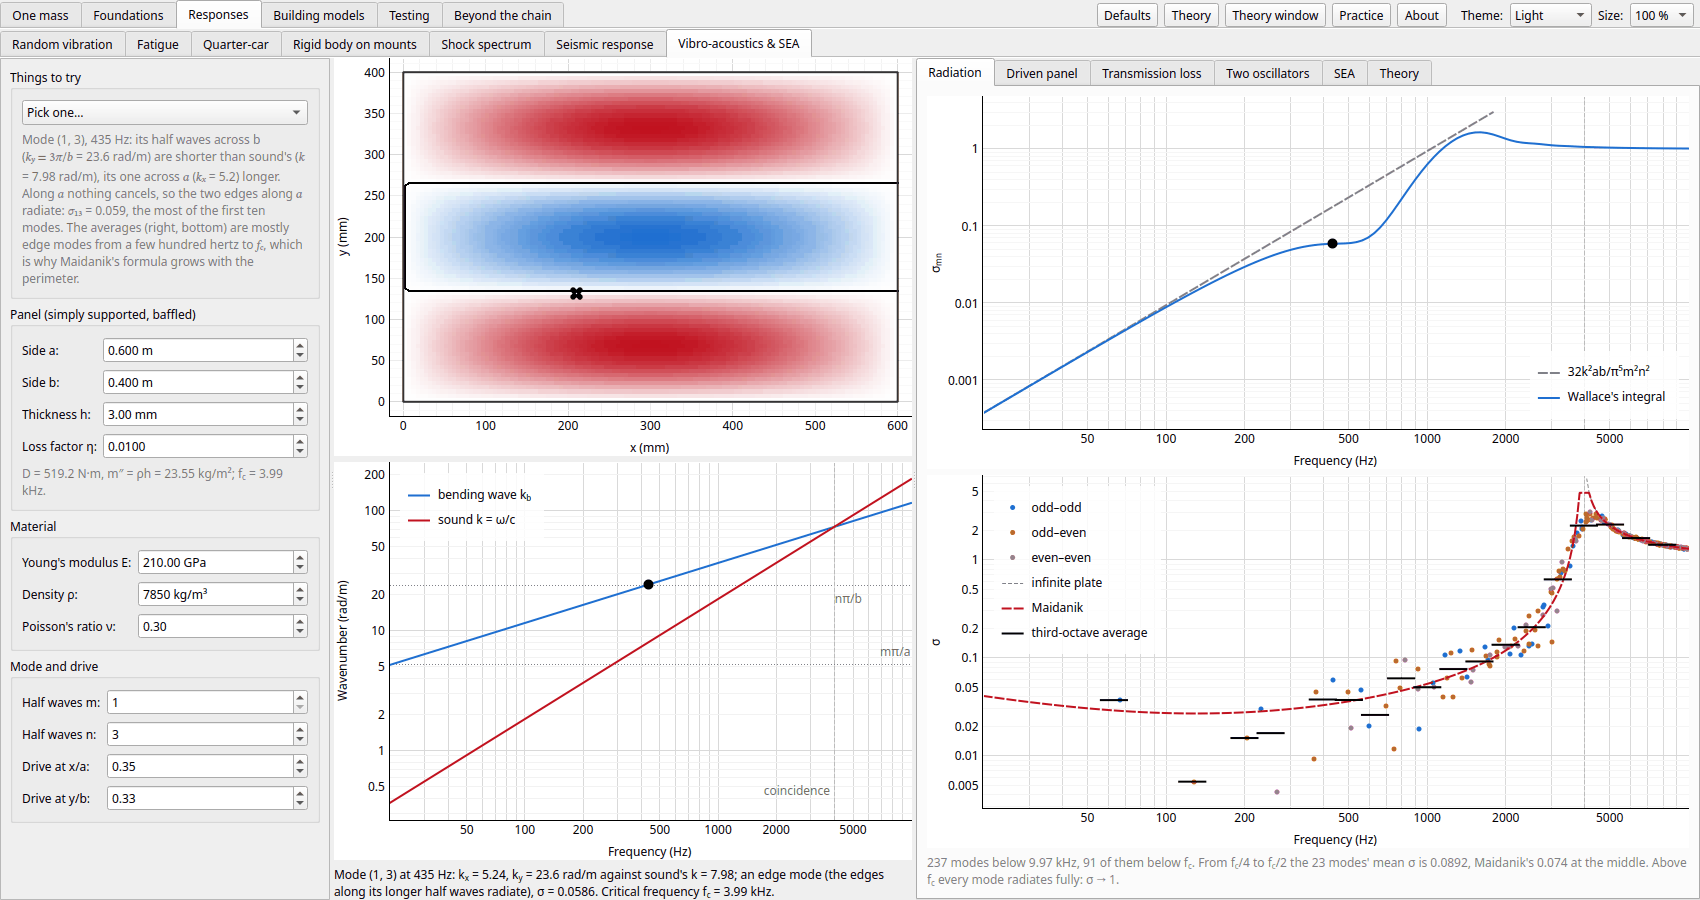 One mass Foundations Responses Building models Testing Beyond the chain Defaults Theory Theory window Practice About Theme: Light Size: 100 %
Random vibration Fatigue Quarter-car Rigid body on mounts Shock spectrum Seismic response Vibro-acoustics & SEA
Things to try
Pick one...
Mode (1, 3), 435 Hz: its half waves across b
(k_y = 3π/b = 23.6 rad/m) are shorter than sound's (k
= 7.98 rad/m), its one across a (kₓ = 5.2) longer.
Along a nothing cancels, so the two edges along a
radiate: σ₁₃ = 0.059, the most of the first ten
modes. The averages (right, bottom) are mostly
edge modes from a few hundred hertz to f_c, which
is why Maidanik's formula grows with the
perimeter.
Panel (simply supported, baffled)
Side a: 0.600 m
Side b: 0.400 m
Thickness h: 3.00 mm
Loss factor η: 0.0100
D = 519.2 N·m, m″ = ρh = 23.55 kg/m²; f_c = 3.99
kHz.
Material
Young's modulus E: 210.00 GPa
Density ρ: 7850 kg/m³
Poisson's ratio ν: 0.30
Mode and drive
Half waves m: 1
Half waves n: 3
Drive at x/a: 0.35
Drive at y/b: 0.33
y (mm)
400
350
300
250
200
150
100
50
0
0 100 200 300 400 500 600
x (mm)
Wavenumber (rad/m)
200
100
50
20
10
5
2
1
0.5
bending wave k_b
sound k = ω/c
nπ/b
mπ/a
coincidence
50 100 200 500 1000 2000 5000
Frequency (Hz)
Mode (1, 3) at 435 Hz: kₓ = 5.24, k_y = 23.6 rad/m against sound's k = 7.98; an edge mode (the edges
along its longer half waves radiate), σ = 0.0586. Critical frequency f_c = 3.99 kHz.
Radiation Driven panel Transmission loss Two oscillators SEA Theory
σ_mn
1
0.1
0.01
0.001
32k²ab/π⁵m²n²
Wallace's integral
50 100 200 500 1000 2000 5000
Frequency (Hz)
σ
5
2
1
0.5
0.2
0.1
0.05
0.02
0.01
0.005
odd–odd
odd–even
even–even
infinite plate
Maidanik
third-octave average
50 100 200 500 1000 2000 5000
Frequency (Hz)
237 modes below 9.97 kHz, 91 of them below f_c. From f_c/4 to f_c/2 the 23 modes' mean σ is 0.0892, Maidanik's 0.074 at the middle. Above
f_c every mode radiates fully: σ → 1.